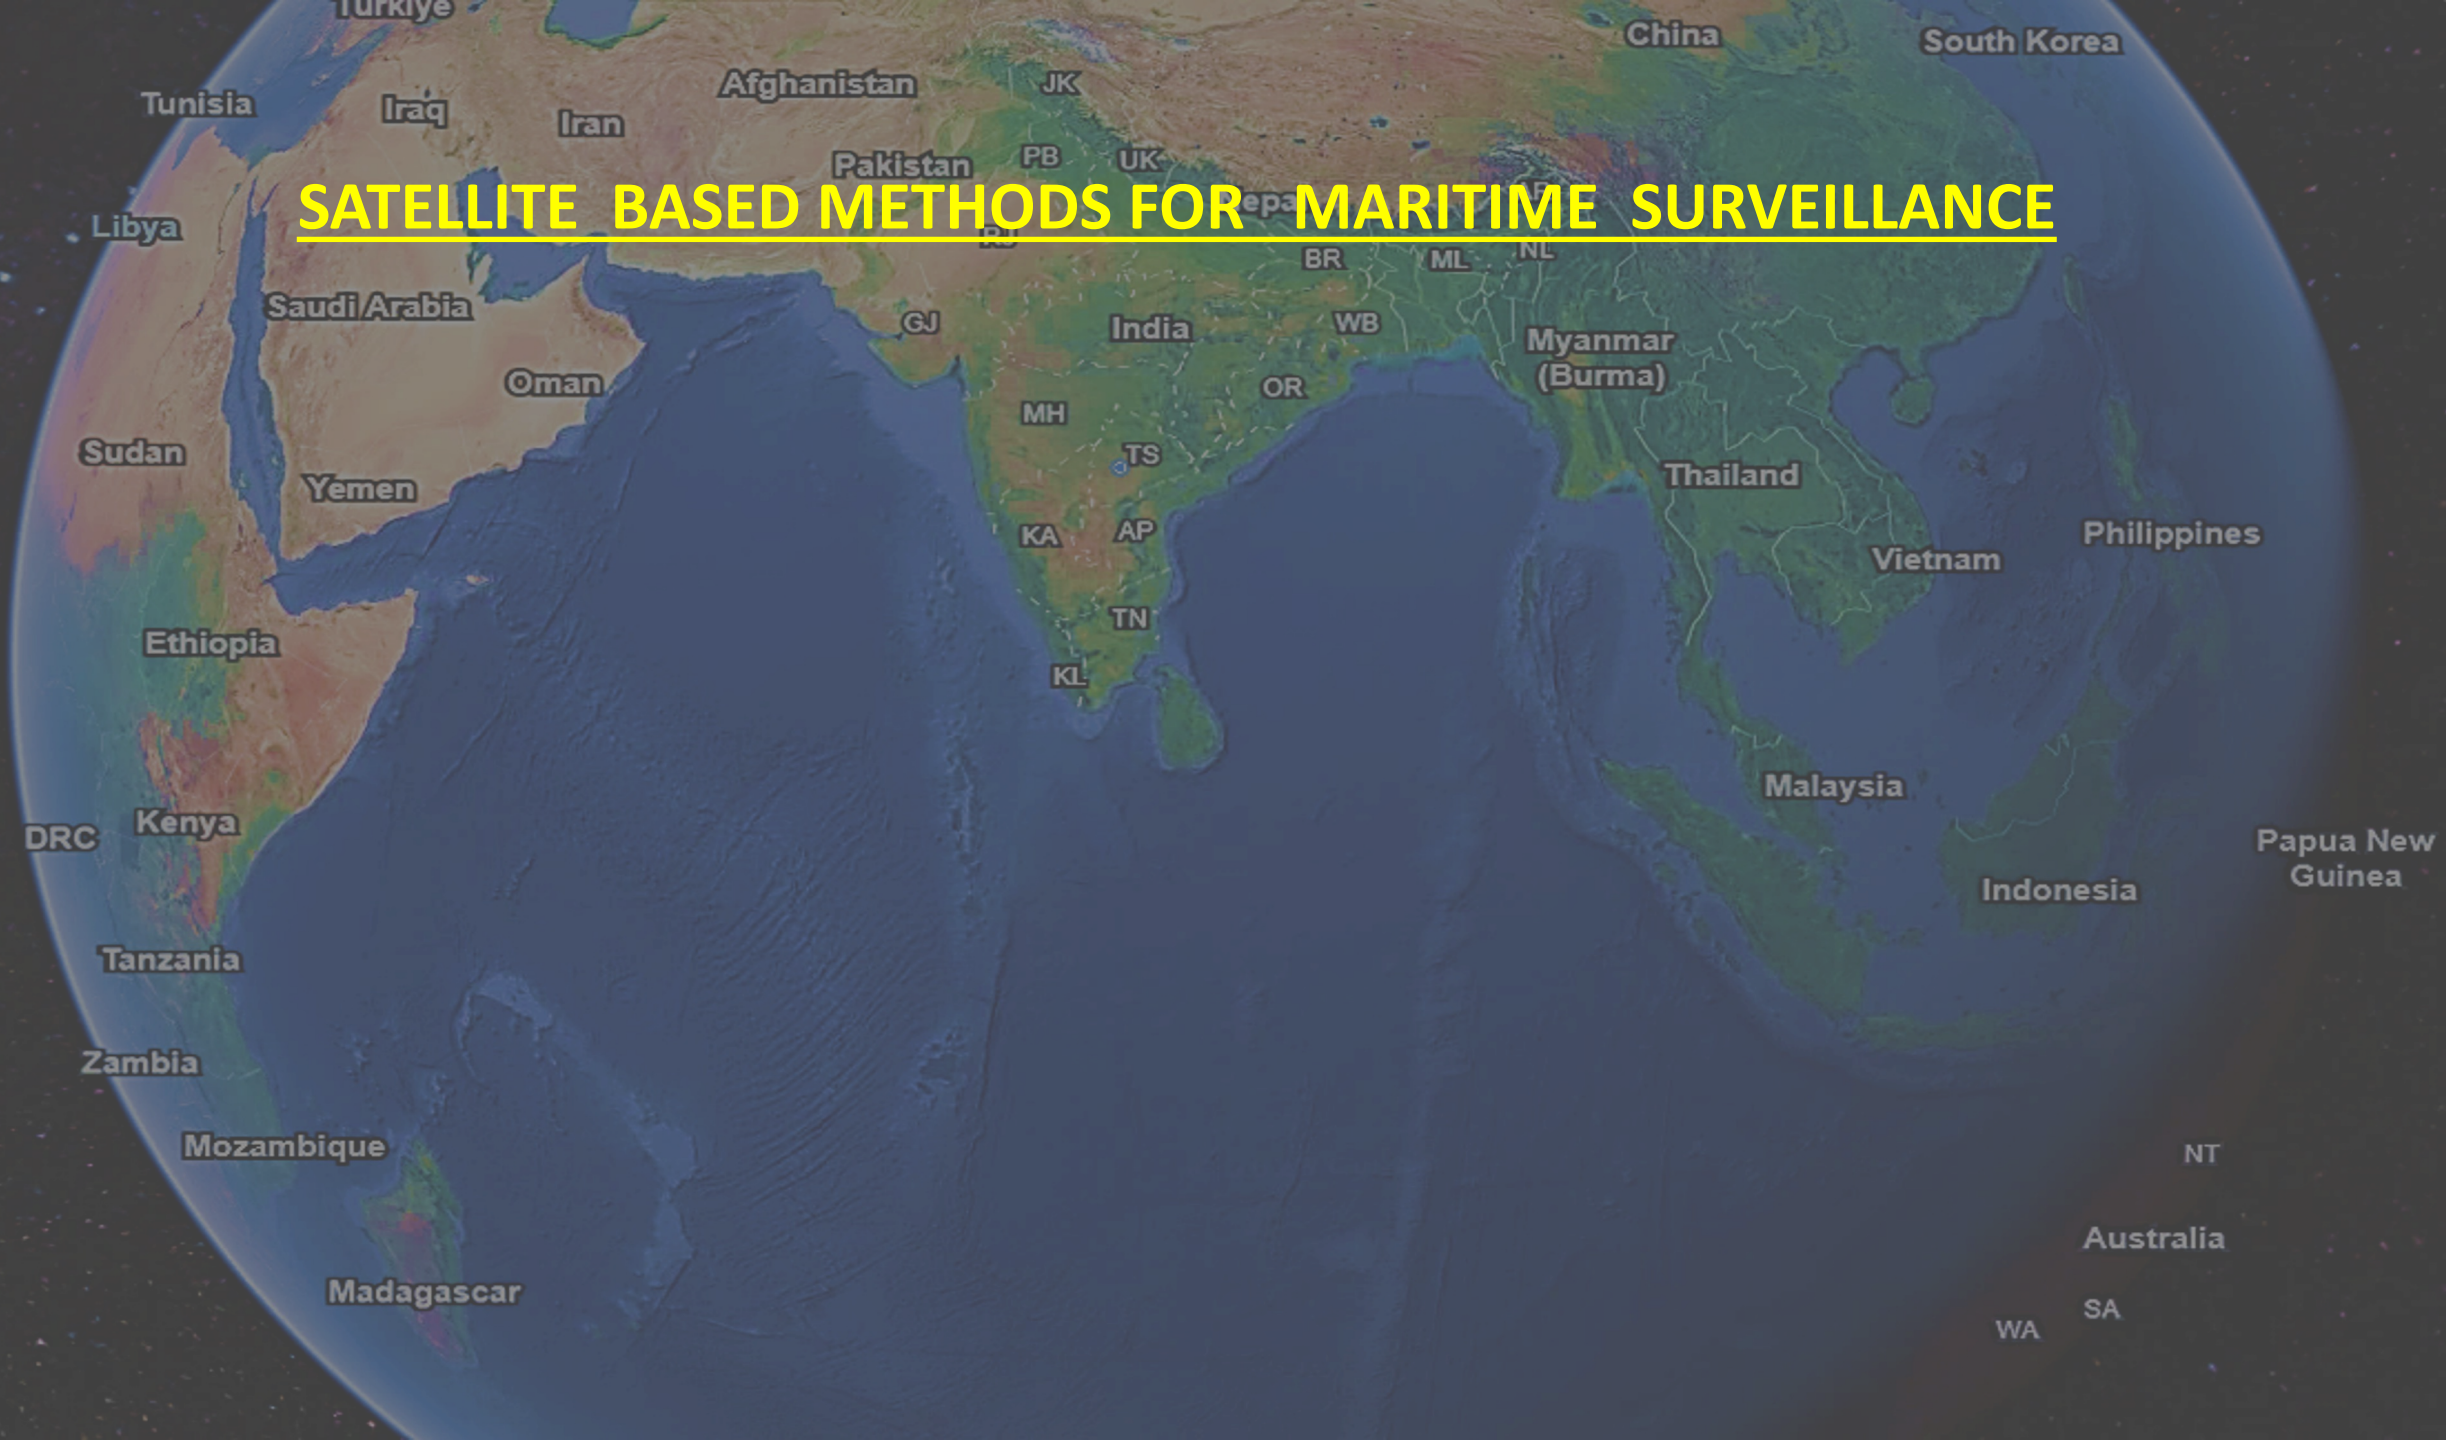 Türkiye
China
South Korea
Afghanistan
JK
Tunisia
Iraq
Iran
Pakistan
PB
UK
SATELLITE BASED METHODS FOR MARITIME SURVEILLANCE
Libya
RJ
BR
ML
NL
Saudi Arabia
GJ
India
WB
Myanmar
(Burma)
Oman
MH
OR
Sudan
TS
Thailand
Yemen
KA
AP
Philippines
Vietnam
TN
Ethiopia
KL
Malaysia
DRC
Kenya
Papua New
Guinea
Indonesia
Tanzania
Zambia
Mozambique
NT
Australia
Madagascar
SA
WA